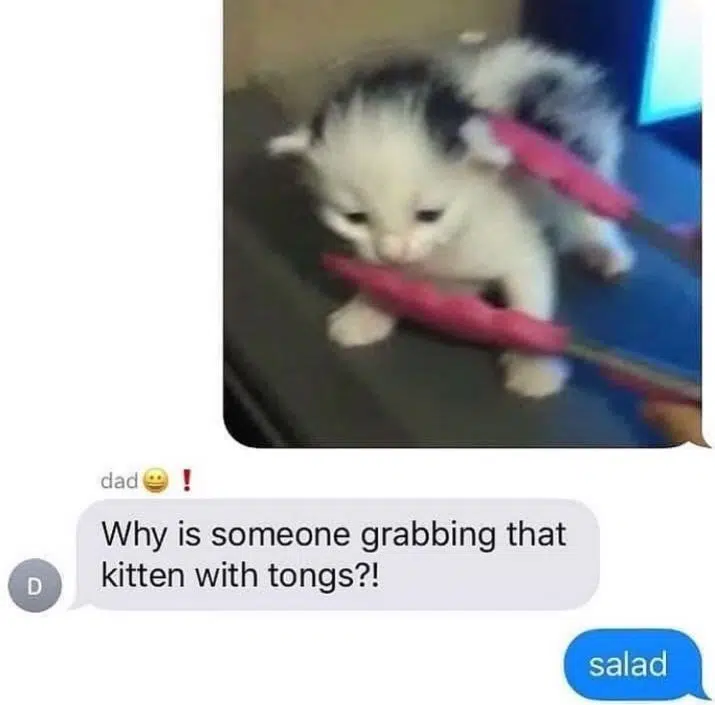 dad😀❗
Why is someone grabbing that
kitten with tongs?!
D
salad